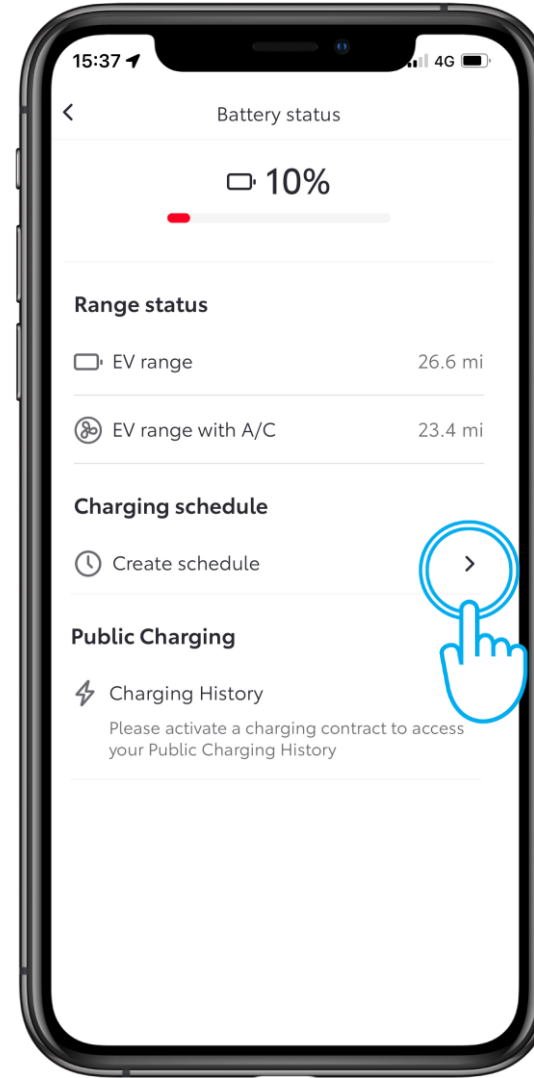 15:37
4G
Battery status
10%
Range status
EV range 26.6 mi
EV range with A/C 23.4 mi
Charging schedule
Create schedule
Public Charging
Charging History
Please activate a charging contract to access
your Public Charging History